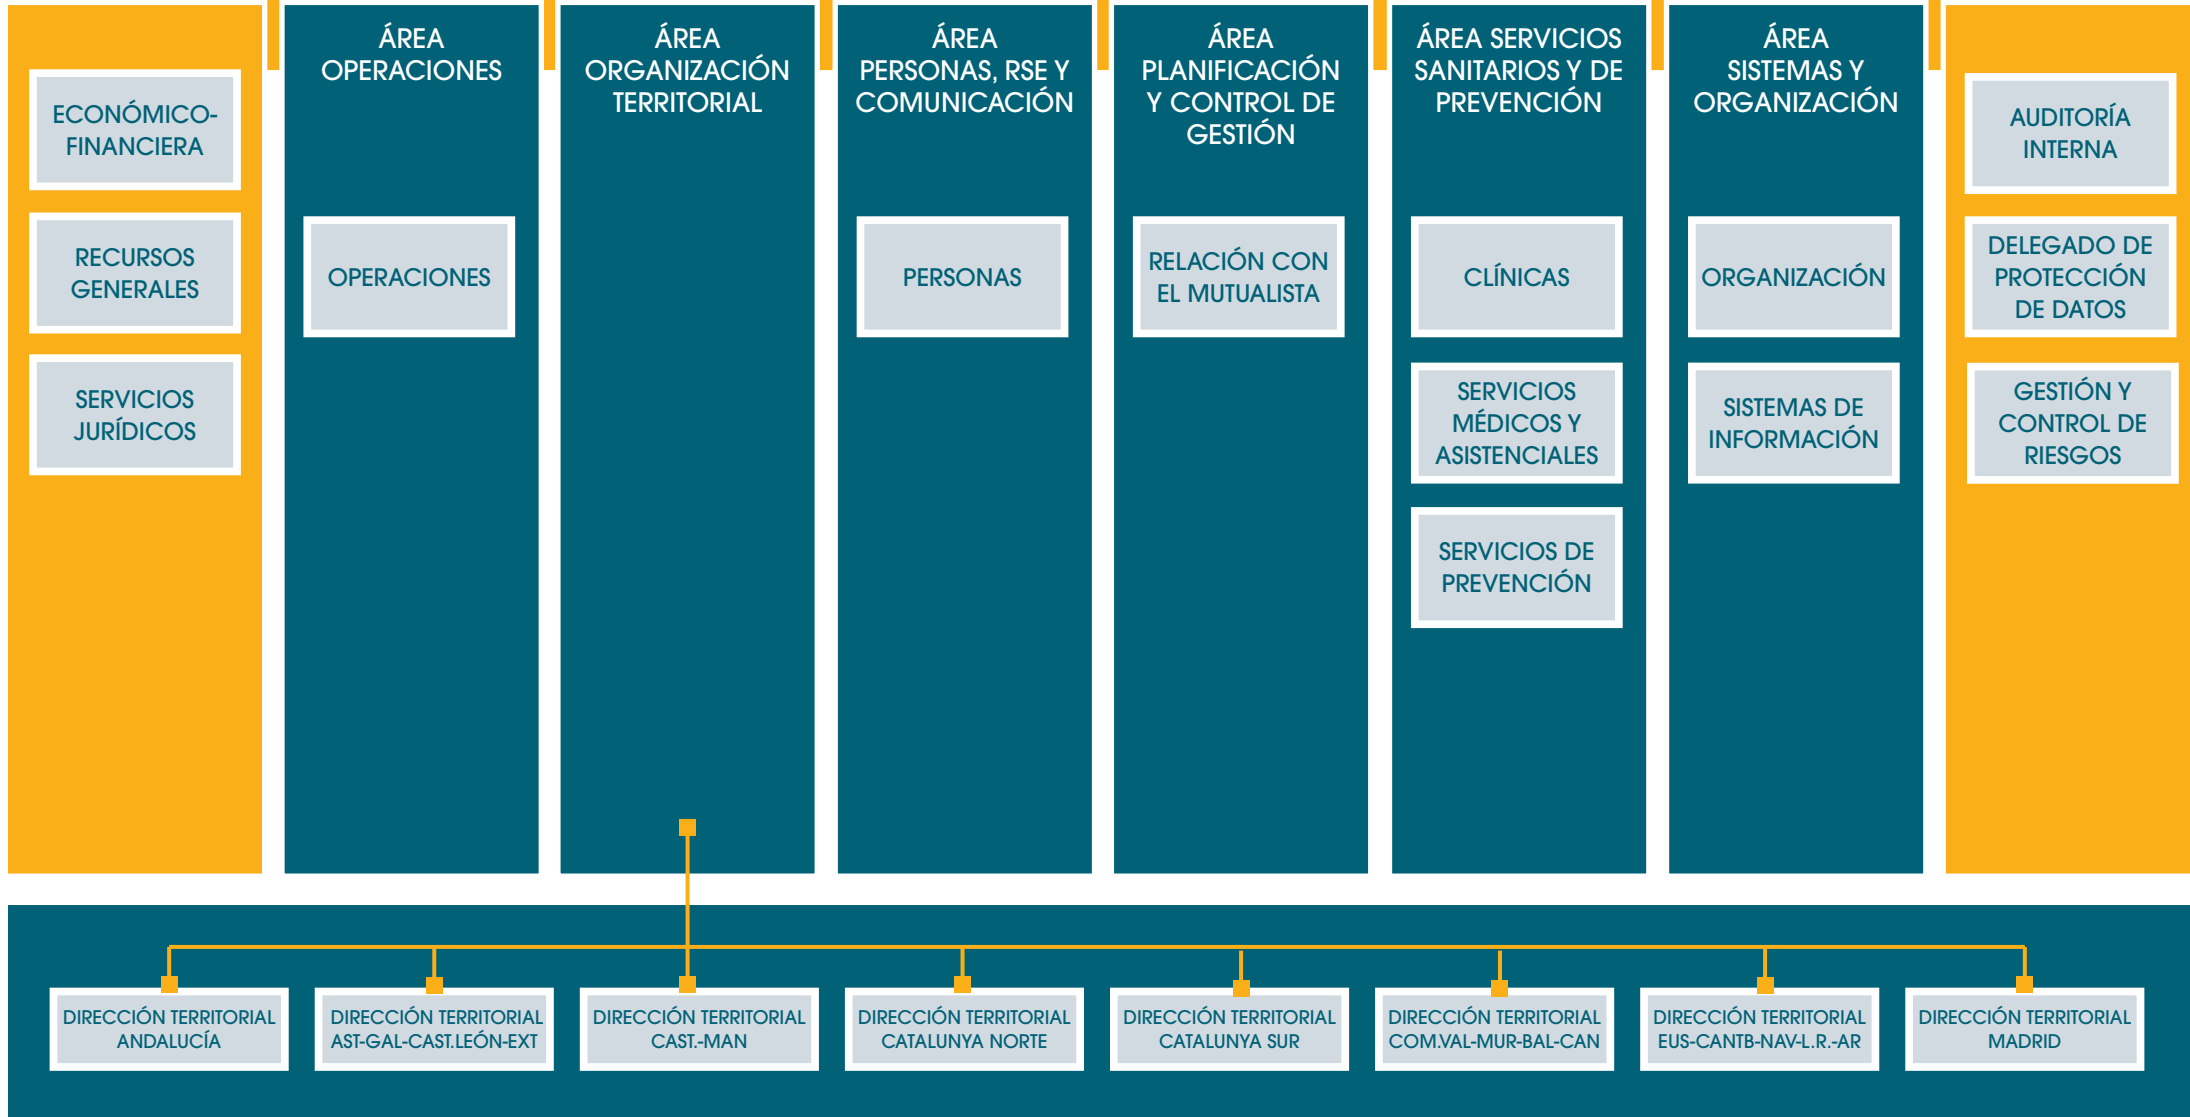 ECONÓMICO-
FINANCIERA
RECURSOS
GENERALES
SERVICIOS
JURÍDICOS
ÁREA
OPERACIONES
OPERACIONES
ÁREA
ORGANIZACIÓN
TERRITORIAL
ÁREA
PERSONAS, RSE Y
COMUNICACIÓN
PERSONAS
ÁREA
PLANIFICACIÓN
Y CONTROL DE
GESTIÓN
RELACIÓN CON
EL MUTUALISTA
ÁREA SERVICIOS
SANITARIOS Y DE
PREVENCIÓN
CLÍNICAS
SERVICIOS
MÉDICOS Y
ASISTENCIALES
SERVICIOS DE
PREVENCIÓN
ÁREA
SISTEMAS Y
ORGANIZACIÓN
ORGANIZACIÓN
SISTEMAS DE
INFORMACIÓN
AUDITORÍA
INTERNA
DELEGADO DE
PROTECCIÓN
DE DATOS
GESTIÓN Y
CONTROL DE
RIESGOS
DIRECCIÓN TERRITORIAL
ANDALUCÍA
DIRECCIÓN TERRITORIAL
AST-GAL-CAST.LEÓN-EXT
DIRECCIÓN TERRITORIAL
CAST.-MAN
DIRECCIÓN TERRITORIAL
CATALUNYA NORTE
DIRECCIÓN TERRITORIAL
CATALUNYA SUR
DIRECCIÓN TERRITORIAL
COM.VAL-MUR-BAL-CAN
DIRECCIÓN TERRITORIAL
EUS-CANTB-NAV-L.R.-AR
DIRECCIÓN TERRITORIAL
MADRID